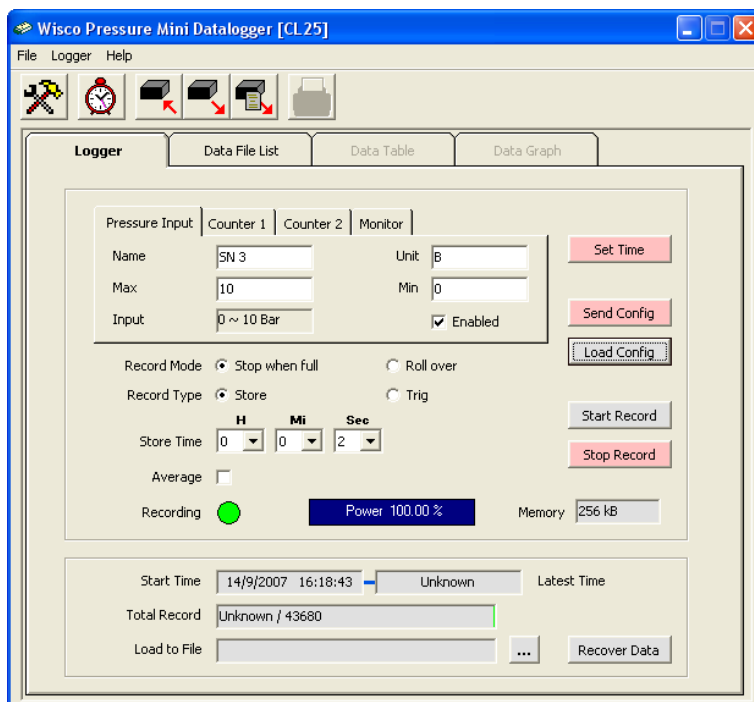 Wisco Pressure Mini Datalogger [CL25]
File Logger Help
Logger Data File List Data Table Data Graph
Pressure Input Counter 1 Counter 2 Monitor
Name SN 3 Unit B
Set Time
Max 10 Min 0
Input 0 ~ 10 Bar Enabled
Send Config
Load Config
Record Mode Stop when full Roll over
Record Type Store Trig
Start Record
H Mi Sec
Store Time 0 0 2
Stop Record
Average
Recording Power 100.00 % Memory 256 kB
Start Time 14/9/2007 16:18:43 Unknown Latest Time
Total Record Unknown / 43680
Load to File ... Recover Data